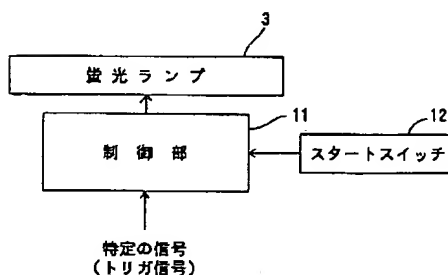 3
蛍光ランプ
11
制御部
12
スタートスイッチ
特定の信号
(トリガ信号)